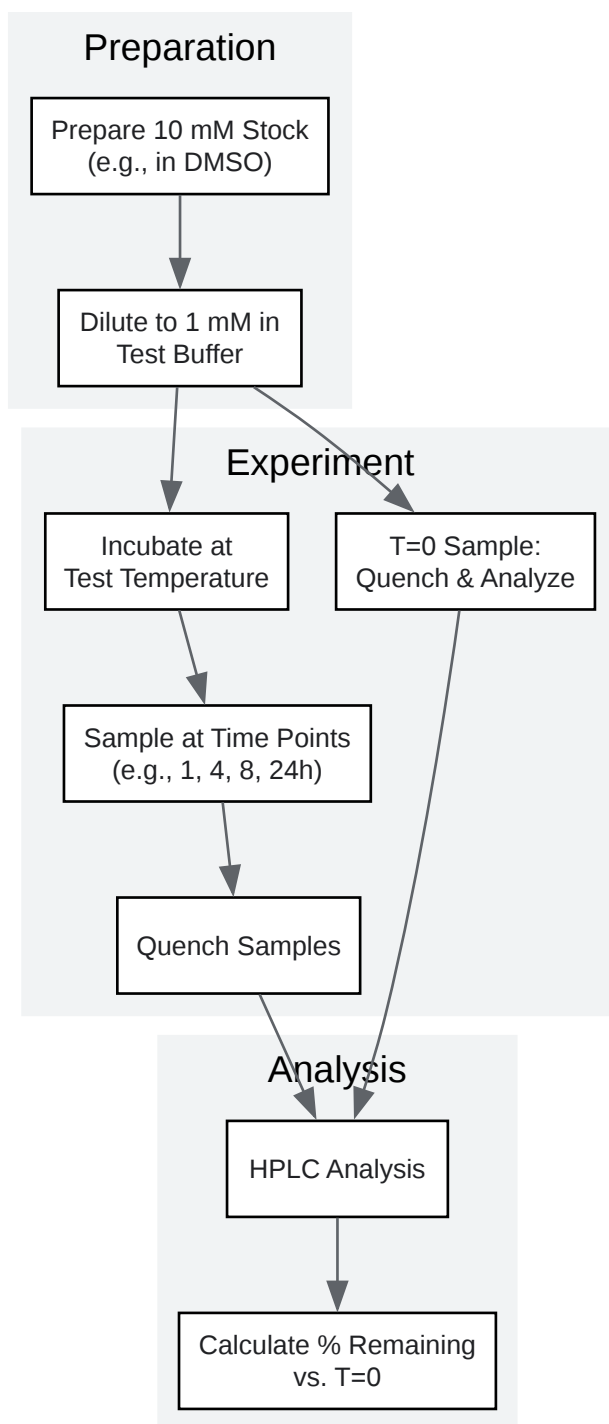 Preparation
Prepare 10 mM Stock
(e.g., in DMSO)
Dilute to 1 mM in
Test Buffer
Experiment
Incubate at
Test Temperature
T=0 Sample:
Quench & Analyze
Sample at Time Points
(e.g., 1, 4, 8, 24h)
Quench Samples
Analysis
HPLC Analysis
Calculate % Remaining
vs. T=0